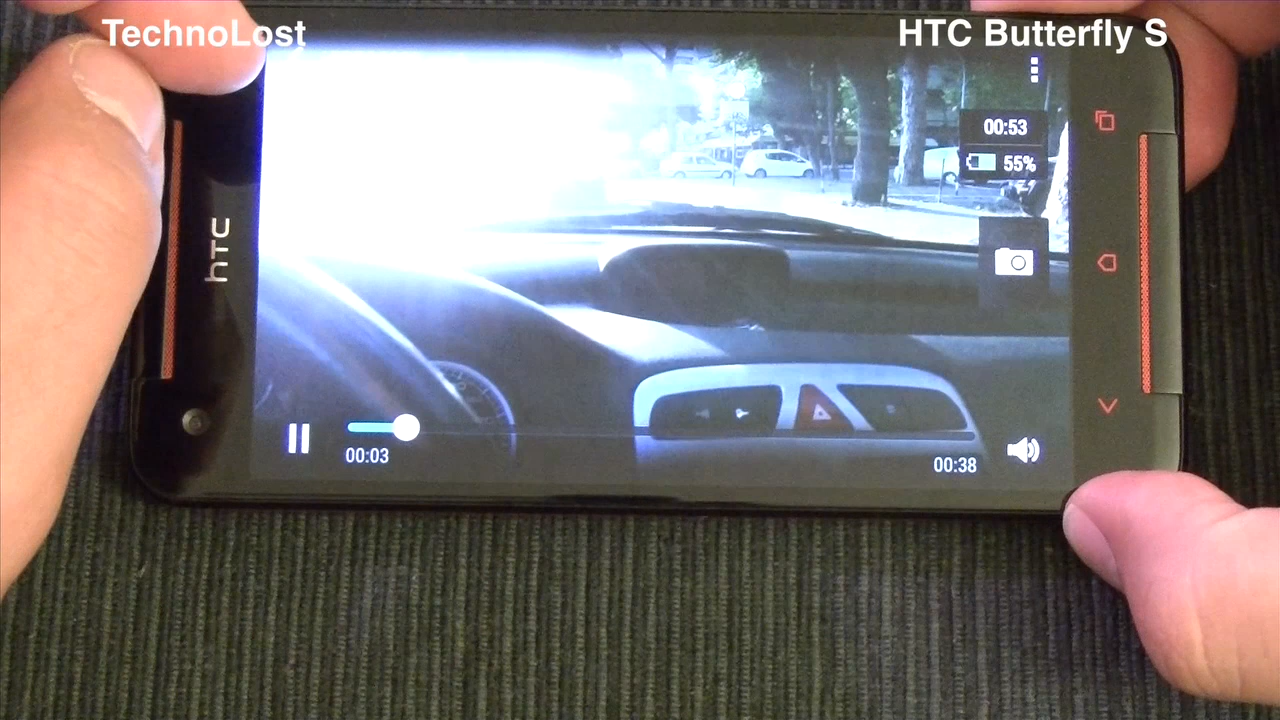 TechnoLost
HTC Butterfly S
00:53
55%
hTC
00:03
00:38